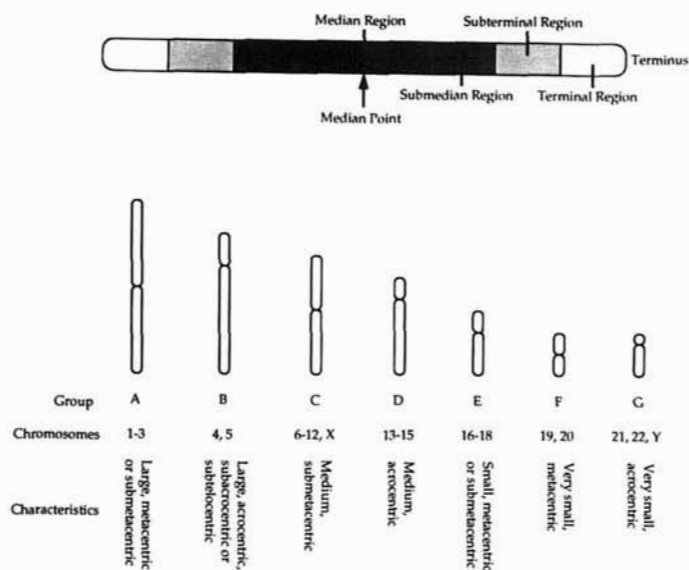 Median Region
Subterminal Region
Terminus
Submedian Region
Terminal Region
Median Point
Group A B C D E F G
Chromosomes 1-3 4, 5 6-12, X 13-15 16-18 19, 20 21, 22, Y
Characteristics
Large, metacentric
or submetacentric
Large, acrocentric,
subacrocentric or
subtelocentric
Medium,
submetacentric
Medium,
acrocentric
Small, metacentric
or submetacentric
Very small,
metacentric
Very small,
acrocentric